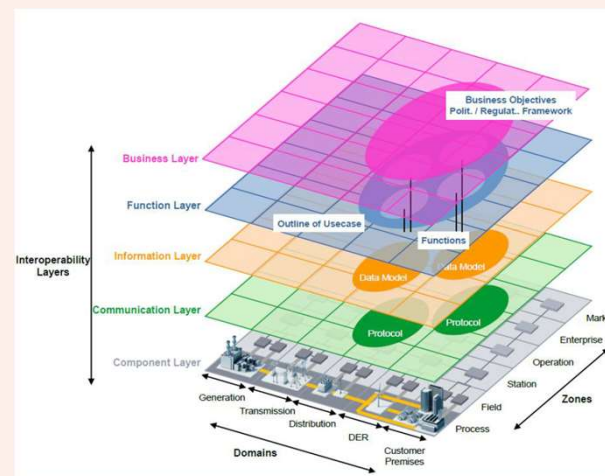 Business Objectives
Polit. / Regulat.. Framework
Business Layer
Function Layer
Outline of Usecase
Functions
Interoperability
Layers
Information Layer
Data Model
Data Model
Communication Layer
Protocol
Protocol
Component Layer
Mark
Enterprise
Operation
Station
Field
Process
Zones
Generation
Transmission
Distribution
DER
Customer
Premises
Domains